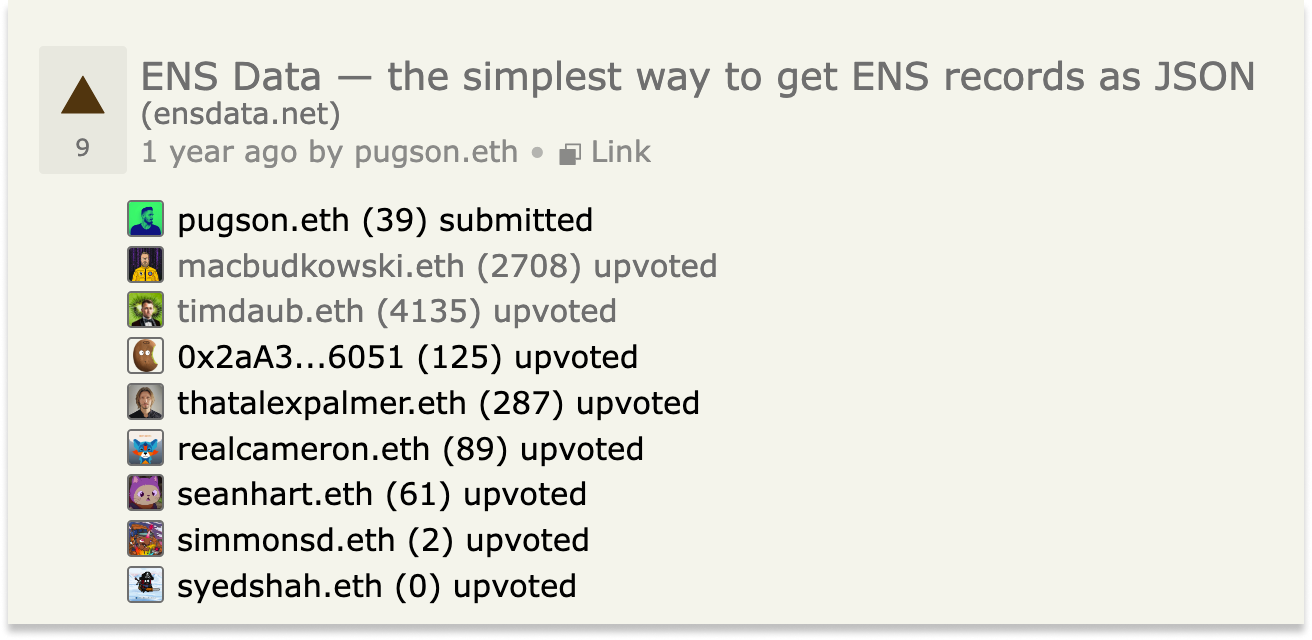 ENS Data — the simplest way to get ENS records as JSON
(ensdata.net)
9
1 year ago by pugson.eth • Link
pugson.eth (39) submitted
macbudkowski.eth (2708) upvoted
timdaub.eth (4135) upvoted
0x2aA3...6051 (125) upvoted
thatalexpalmer.eth (287) upvoted
realcameron.eth (89) upvoted
seanhart.eth (61) upvoted
simmonsd.eth (2) upvoted
syedshah.eth (0) upvoted